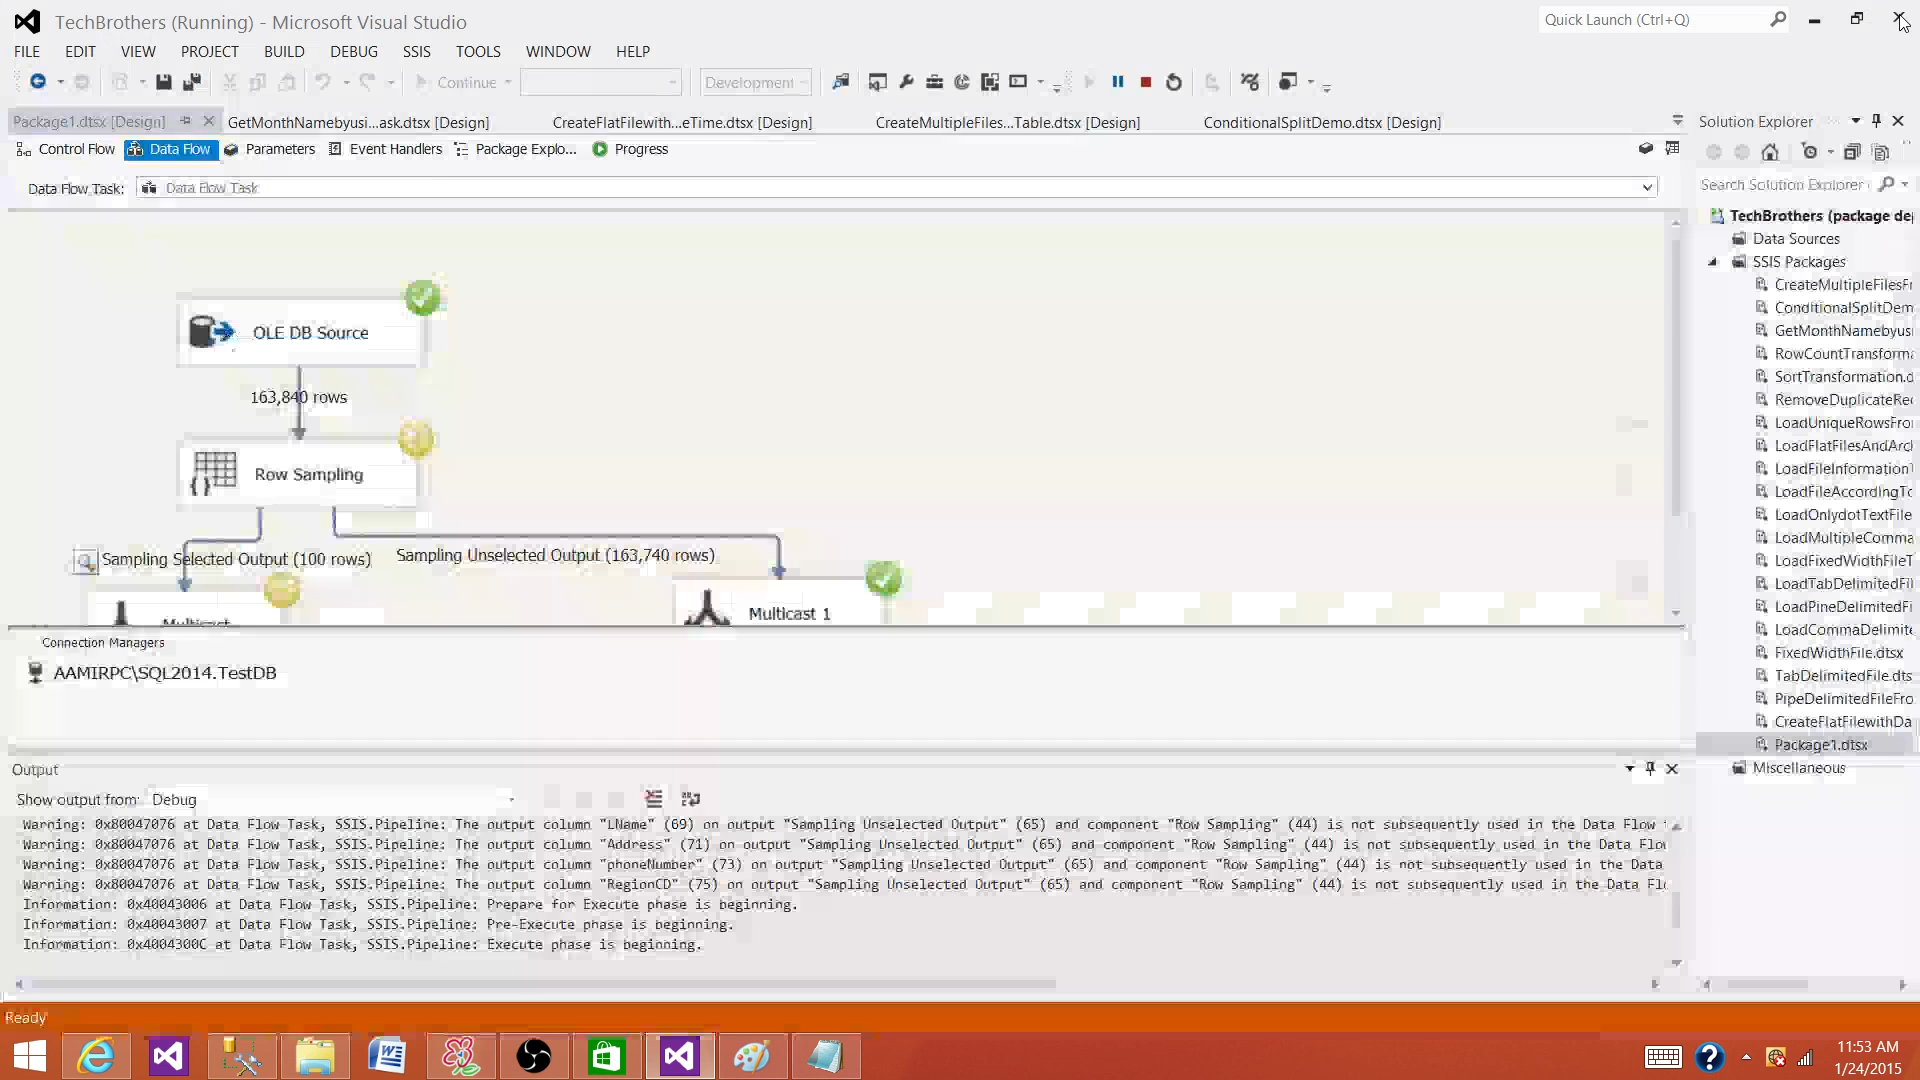 TechBrothers (Running) - Microsoft Visual Studio
Quick Launch (Ctrl+Q)
FILE EDIT VIEW PROJECT BUILD DEBUG SSIS TOOLS WINDOW HELP
Continue
Development
Package1.dtsx [Design]
GetMonthNamebyusi...ask.dtsx [Design]
CreateFlatFilewith...eTime.dtsx [Design]
CreateMultipleFiles...Table.dtsx [Design]
ConditionalSplitDemo.dtsx [Design]
Solution Explorer
Control Flow
Data Flow
Parameters
Event Handlers
Package Explo...
Progress
Data Flow Task:
Data Flow Task
Search Solution Explorer
TechBrothers (package de
Data Sources
SSIS Packages
CreateMultipleFilesFr
ConditionalSplitDem
GetMonthNamebyus
RowCountTransforma
SortTransformation.d
RemoveDuplicateRec
LoadUniqueRowsFro
LoadFlatFilesAndArc
LoadFileInformation
LoadFileAccordingTo
LoadOnlydotTextFile
LoadMultipleComma
LoadFixedWidthFileT
LoadTabDelimitedFil
LoadPineDelimitedFi
LoadCommaDelimite
FixedWidthFile.dtsx
TabDelimitedFile.dts
PipeDelimitedFileFro
CreateFlatFilewithDa
Package1.dtsx
Miscellaneous
OLE DB Source
163,840 rows
Row Sampling
Sampling Selected Output (100 rows)
Sampling Unselected Output (163,740 rows)
Multicast
Multicast 1
Connection Managers
AAMIRPC\SQL2014.TestDB
Output
Show output from: Debug
Warning: 0x80047076 at Data Flow Task, SSIS.Pipeline: The output column "LName" (69) on output "Sampling Unselected Output" (65) and component "Row Sampling" (44) is not subsequently used in the Data Flow
Warning: 0x80047076 at Data Flow Task, SSIS.Pipeline: The output column "Address" (71) on output "Sampling Unselected Output" (65) and component "Row Sampling" (44) is not subsequently used in the Data Flo
Warning: 0x80047076 at Data Flow Task, SSIS.Pipeline: The output column "phoneNumber" (73) on output "Sampling Unselected Output" (65) and component "Row Sampling" (44) is not subsequently used in the Data
Warning: 0x80047076 at Data Flow Task, SSIS.Pipeline: The output column "RegionCD" (75) on output "Sampling Unselected Output" (65) and component "Row Sampling" (44) is not subsequently used in the Data Fl
Information: 0x40043006 at Data Flow Task, SSIS.Pipeline: Prepare for Execute phase is beginning.
Information: 0x40043007 at Data Flow Task, SSIS.Pipeline: Pre-Execute phase is beginning.
Information: 0x4004300C at Data Flow Task, SSIS.Pipeline: Execute phase is beginning.
Ready
11:53 AM
1/24/2015